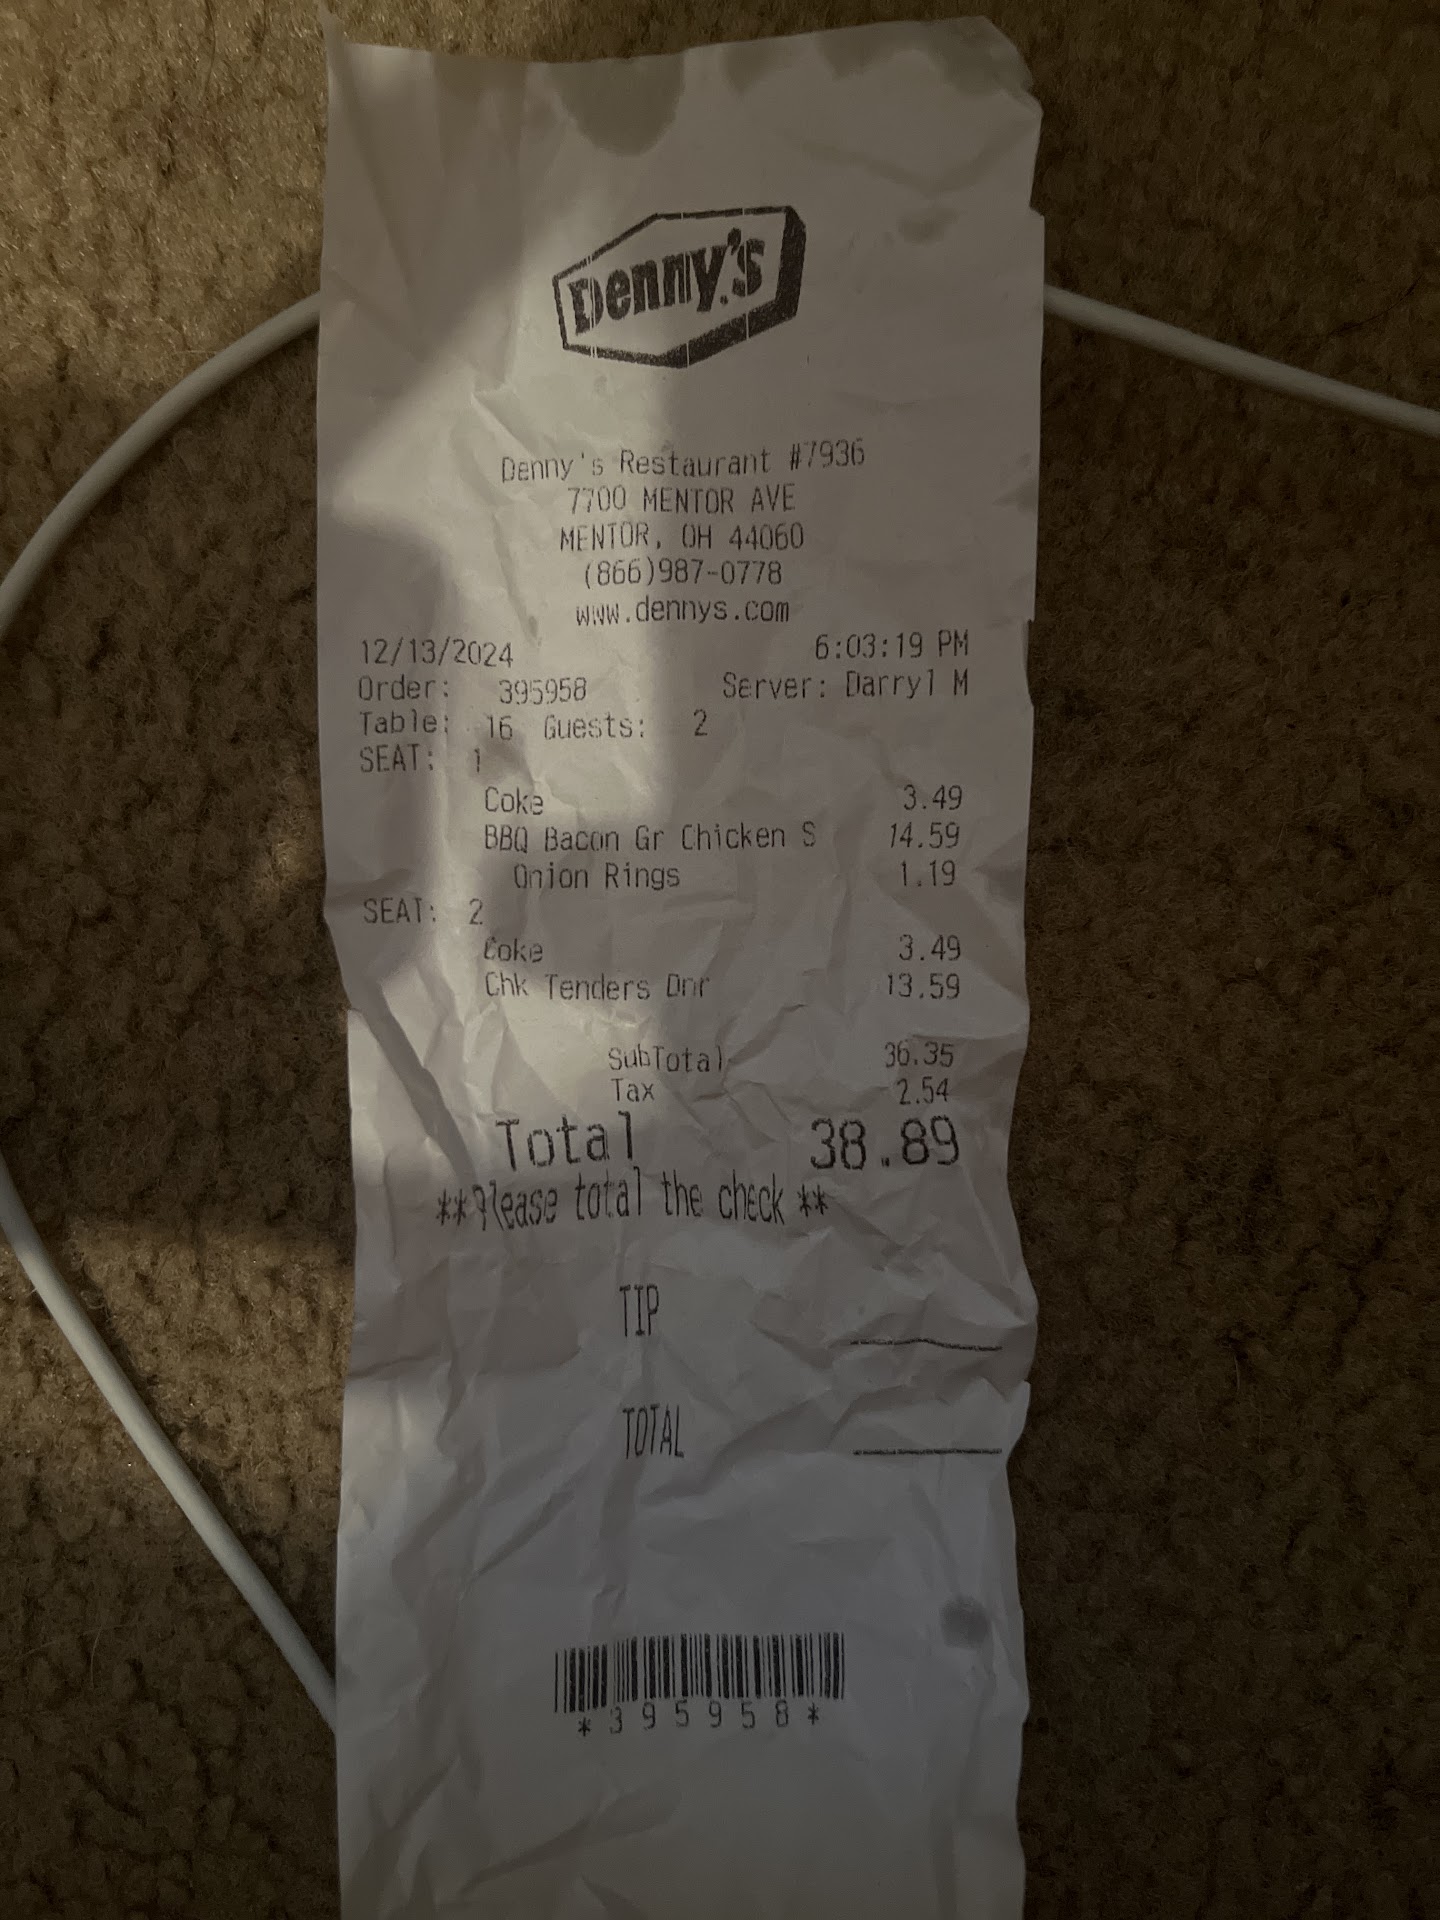 Denny's
Denny's Restaurant #7936
7700 MENTOR AVE
MENTOR, OH 44060
(866)987-0778
www.dennys.com
12/13/2024 6:03:19 PM
Order: 395958 Server: Darryl M
Table: 16 Guests: 2
SEAT: 1
Coke 3.49
BBQ Bacon Gr Chicken S 14.59
Onion Rings 1.19
SEAT: 2
Coke 3.49
Chk Tenders Dnr 13.59
SubTotal 36.35
Tax 2.54
Total 38.89
**Please total the check **
TIP
TOTAL
*395958*